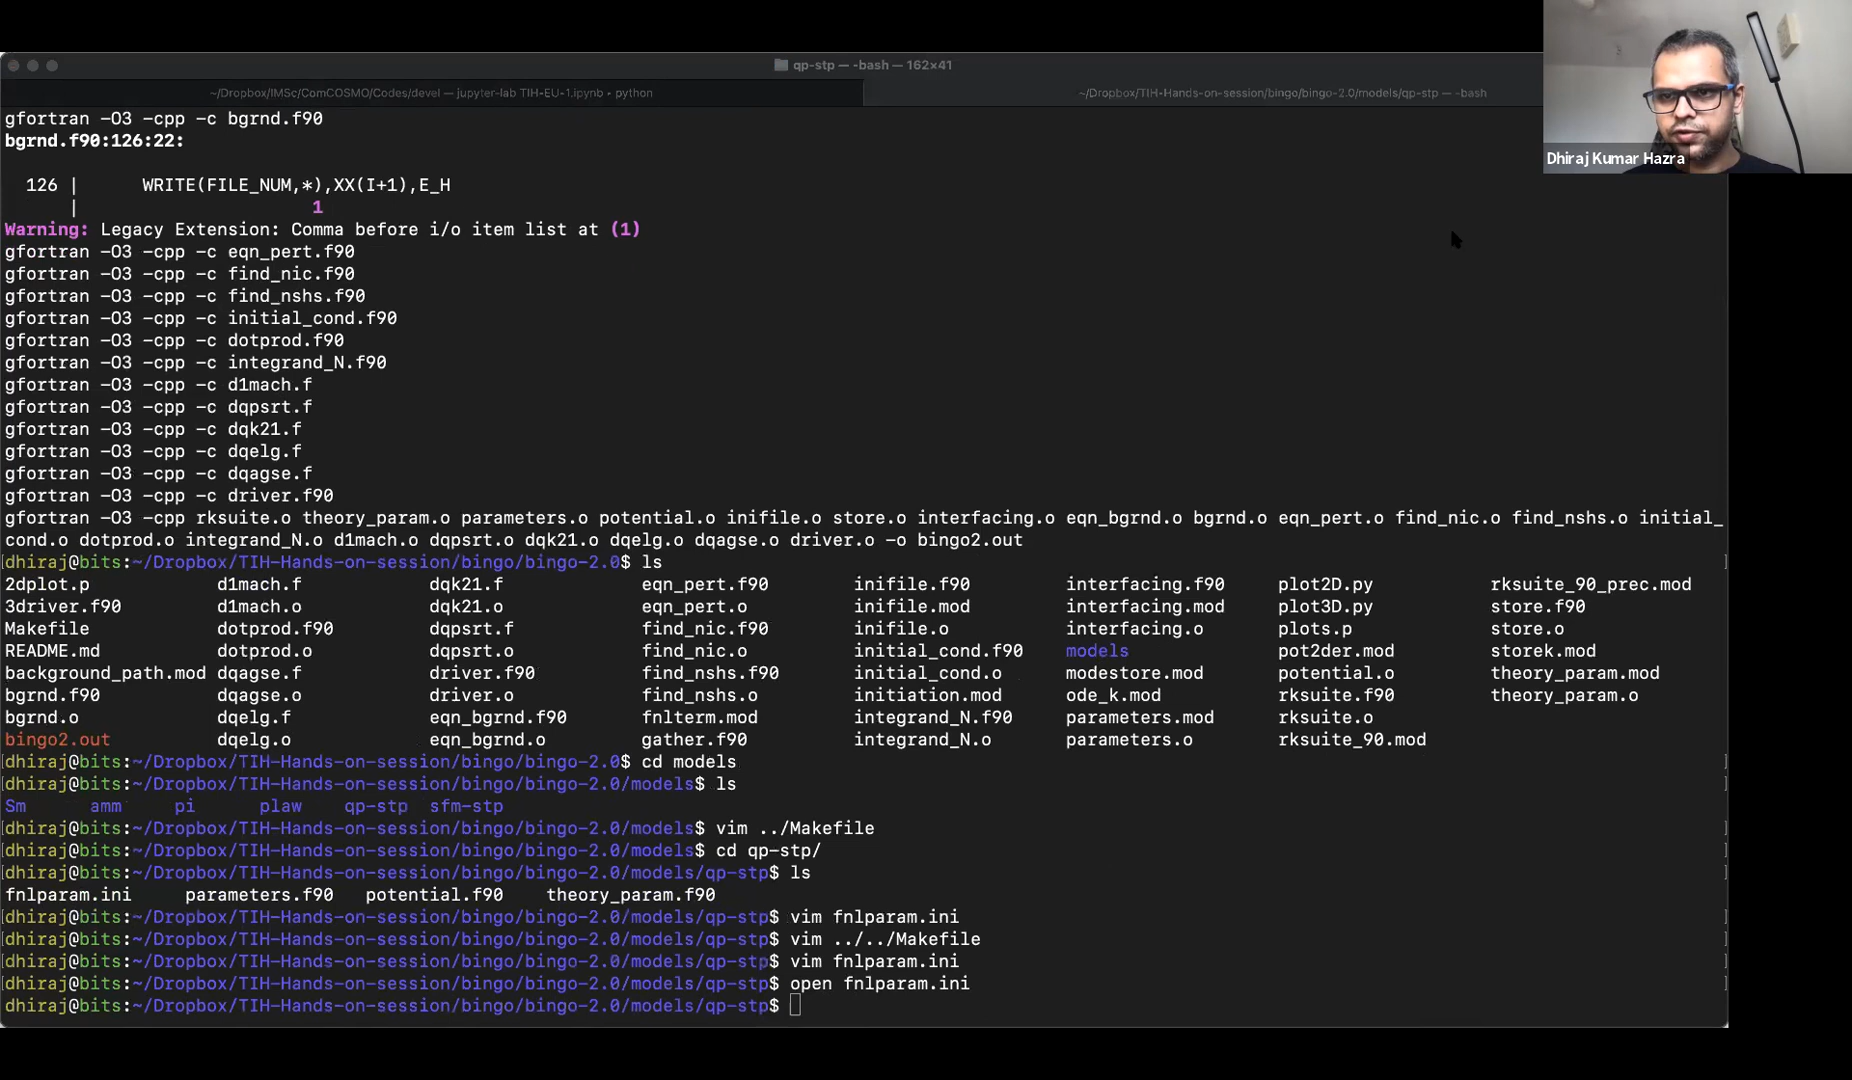 qp-stp — -bash — 162×41
~/Dropbox/IMSc/ComCOSMO/Codes/devel — jupyter-lab TIH-EU-1.ipynb • python
~/Dropbox/TIH-Hands-on-session/bingo/bingo-2.0/models/qp-stp — -bash
Dhiraj Kumar Hazra
gfortran -O3 -cpp -c bgrnd.f90
bgrnd.f90:126:22:
126 |      WRITE(FILE_NUM,*),XX(I+1),E_H
|                      1
Warning: Legacy Extension: Comma before i/o item list at (1)
gfortran -O3 -cpp -c eqn_pert.f90
gfortran -O3 -cpp -c find_nic.f90
gfortran -O3 -cpp -c find_nshs.f90
gfortran -O3 -cpp -c initial_cond.f90
gfortran -O3 -cpp -c dotprod.f90
gfortran -O3 -cpp -c integrand_N.f90
gfortran -O3 -cpp -c d1mach.f
gfortran -O3 -cpp -c dqpsrt.f
gfortran -O3 -cpp -c dqk21.f
gfortran -O3 -cpp -c dqelg.f
gfortran -O3 -cpp -c dqagse.f
gfortran -O3 -cpp -c driver.f90
gfortran -O3 -cpp rksuite.o theory_param.o parameters.o potential.o inifile.o store.o interfacing.o eqn_bgrnd.o bgrnd.o eqn_pert.o find_nic.o find_nshs.o initial_
cond.o dotprod.o integrand_N.o d1mach.o dqpsrt.o dqk21.o dqelg.o dqagse.o driver.o -o bingo2.out
[dhiraj@bits:~/Dropbox/TIH-Hands-on-session/bingo/bingo-2.0$ ls ]
2dplot.p d1mach.f dqk21.f eqn_pert.f90 inifile.f90 interfacing.f90 plot2D.py rksuite_90_prec.mod
3driver.f90 d1mach.o dqk21.o eqn_pert.o inifile.mod interfacing.mod plot3D.py store.f90
Makefile dotprod.f90 dqpsrt.f find_nic.f90 inifile.o interfacing.o plots.p store.o
README.md dotprod.o dqpsrt.o find_nic.o initial_cond.f90 models pot2der.mod storek.mod
background_path.mod dqagse.f driver.f90 find_nshs.f90 initial_cond.o modestore.mod potential.o theory_param.mod
bgrnd.f90 dqagse.o driver.o find_nshs.o initiation.mod ode_k.mod rksuite.f90 theory_param.o
bgrnd.o dqelg.f eqn_bgrnd.f90 fnlterm.mod integrand_N.f90 parameters.mod rksuite.o
bingo2.out dqelg.o eqn_bgrnd.o gather.f90 integrand_N.o parameters.o rksuite_90.mod
[dhiraj@bits:~/Dropbox/TIH-Hands-on-session/bingo/bingo-2.0$ cd models ]
[dhiraj@bits:~/Dropbox/TIH-Hands-on-session/bingo/bingo-2.0/models$ ls ]
Sm amm pi plaw qp-stp sfm-stp
[dhiraj@bits:~/Dropbox/TIH-Hands-on-session/bingo/bingo-2.0/models$ vim ../Makefile ]
[dhiraj@bits:~/Dropbox/TIH-Hands-on-session/bingo/bingo-2.0/models$ cd qp-stp/ ]
[dhiraj@bits:~/Dropbox/TIH-Hands-on-session/bingo/bingo-2.0/models/qp-stp$ ls ]
fnlparam.ini parameters.f90 potential.f90 theory_param.f90
[dhiraj@bits:~/Dropbox/TIH-Hands-on-session/bingo/bingo-2.0/models/qp-stp$ vim fnlparam.ini ]
[dhiraj@bits:~/Dropbox/TIH-Hands-on-session/bingo/bingo-2.0/models/qp-stp$ vim ../../Makefile ]
[dhiraj@bits:~/Dropbox/TIH-Hands-on-session/bingo/bingo-2.0/models/qp-stp$ vim fnlparam.ini ]
[dhiraj@bits:~/Dropbox/TIH-Hands-on-session/bingo/bingo-2.0/models/qp-stp$ open fnlparam.ini ]
dhiraj@bits:~/Dropbox/TIH-Hands-on-session/bingo/bingo-2.0/models/qp-stp$